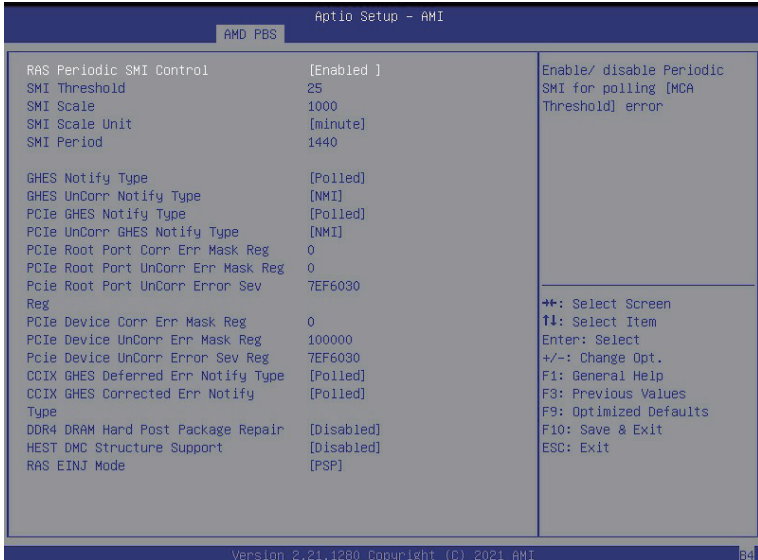 Aptio Setup – AMI
AMD PBS
RAS Periodic SMI Control [Enabled ]
SMI Threshold 25
SMI Scale 1000
SMI Scale Unit [minute]
SMI Period 1440
GHES Notify Type [Polled]
GHES UnCorr Notify Type [NMI]
PCIe GHES Notify Type [Polled]
PCIe UnCorr GHES Notify Type [NMI]
PCIe Root Port Corr Err Mask Reg 0
PCIe Root Port UnCorr Err Mask Reg 0
Pcie Root Port UnCorr Error Sev 7EF6030
Reg
PCIe Device Corr Err Mask Reg 0
PCIe Device UnCorr Err Mask Reg 100000
Pcie Device UnCorr Error Sev Reg 7EF6030
CCIX GHES Deferred Err Notify Type [Polled]
CCIX GHES Corrected Err Notify [Polled]
Type
DDR4 DRAM Hard Post Package Repair [Disabled]
HEST DMC Structure Support [Disabled]
RAS EINJ Mode [PSP]
Enable/ disable Periodic
SMI for polling [MCA
Threshold] error
→←: Select Screen
↑↓: Select Item
Enter: Select
+/-: Change Opt.
F1: General Help
F3: Previous Values
F9: Optimized Defaults
F10: Save & Exit
ESC: Exit
Version 2.21.1280 Copyright (C) 2021 AMI
B4